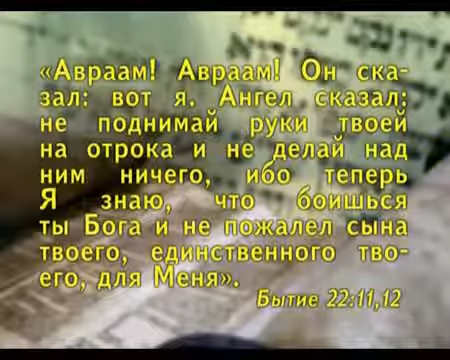 «Авраам! Авраам! Он ска-
зал: вот я. Ангел сказал:
не поднимай руки твоей
на отрока и не делай над
ним ничего, ибо теперь
Я знаю, что боишься
ты Бога и не пожалел сына
твоего, единственного тво-
его, для Меня».
Бытие 22:11,12